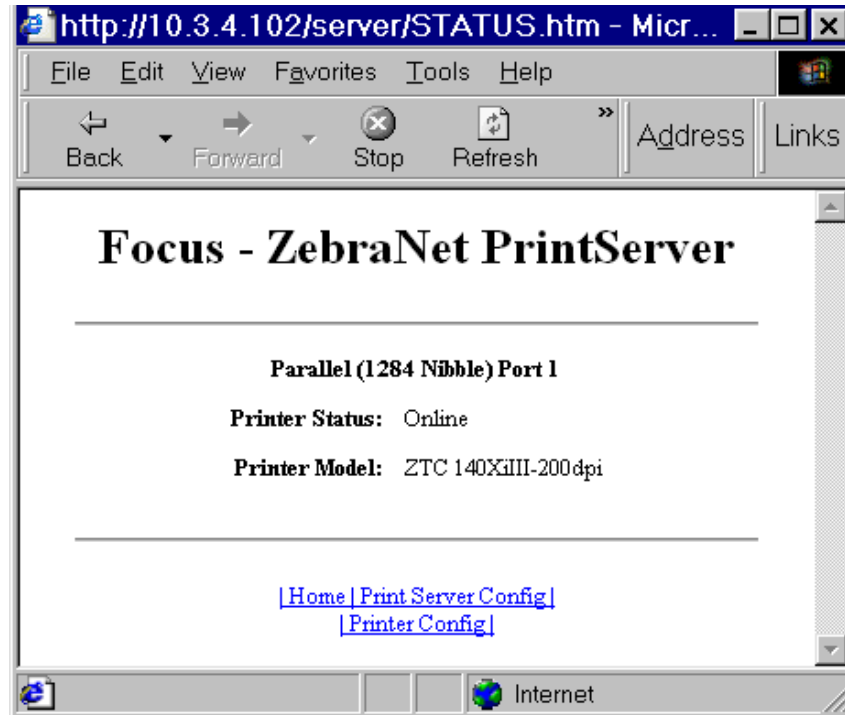 http://10.3.4.102/server/STATUS.htm - Micr...
File Edit View Favorites Tools Help
Back Forward Stop Refresh » Address Links
Focus - ZebraNet PrintServer
Parallel (1284 Nibble) Port 1
Printer Status: Online
Printer Model: ZTC 140XiIII-200dpi
| Home | Print Server Config |
| Printer Config |
Internet